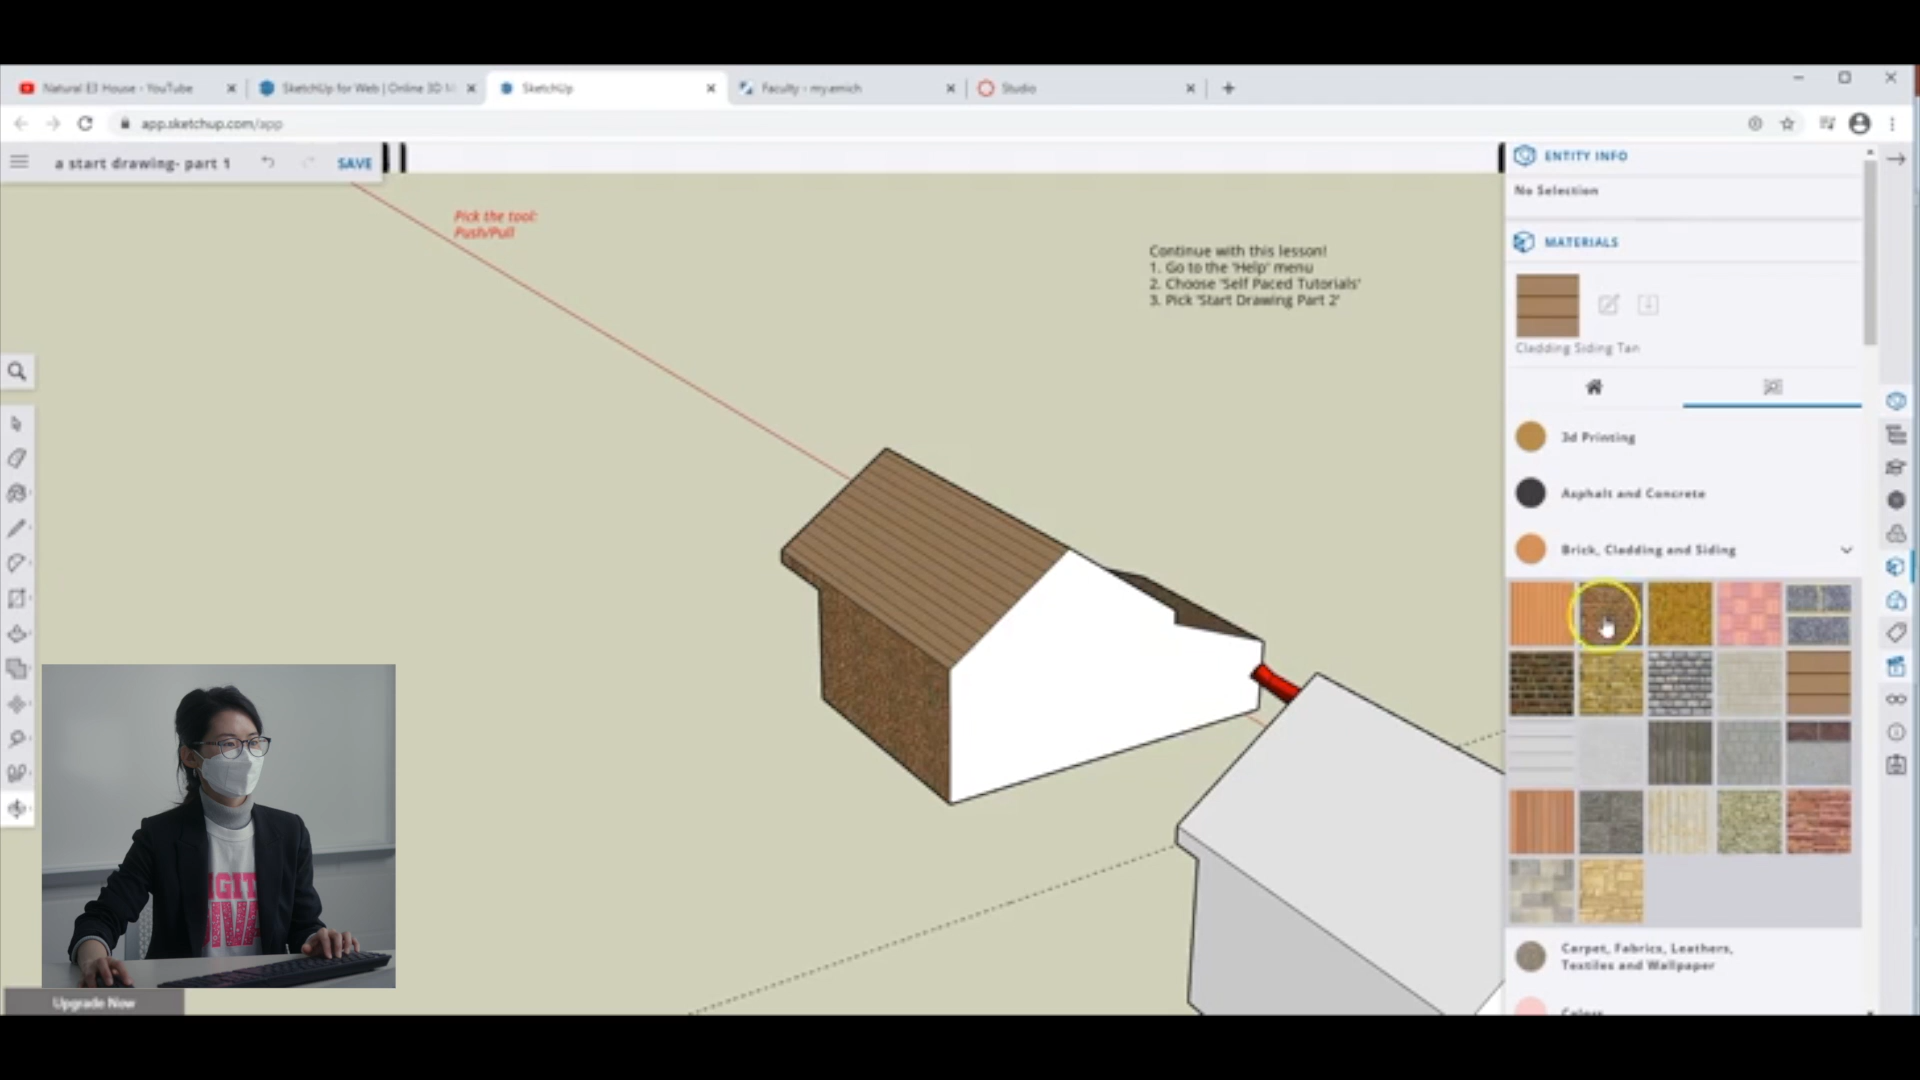 Natural E3 House - YouTube
SketchUp for Web | Online 3D M
SketchUp
Faculty - my.emich
Studio
app.sketchup.com/app
a start drawing- part 1
SAVE
ENTITY INFO
No Selection
Pick the tool:
Push/Pull
Continue with this lesson!
1. Go to the 'Help' menu
2. Choose 'Self Paced Tutorials'
3. Pick 'Start Drawing Part 2'
MATERIALS
Cladding Siding Tan
3d Printing
Asphalt and Concrete
Brick, Cladding and Siding
Carpet, Fabrics, Leathers,
Textiles and Wallpaper
Upgrade Now